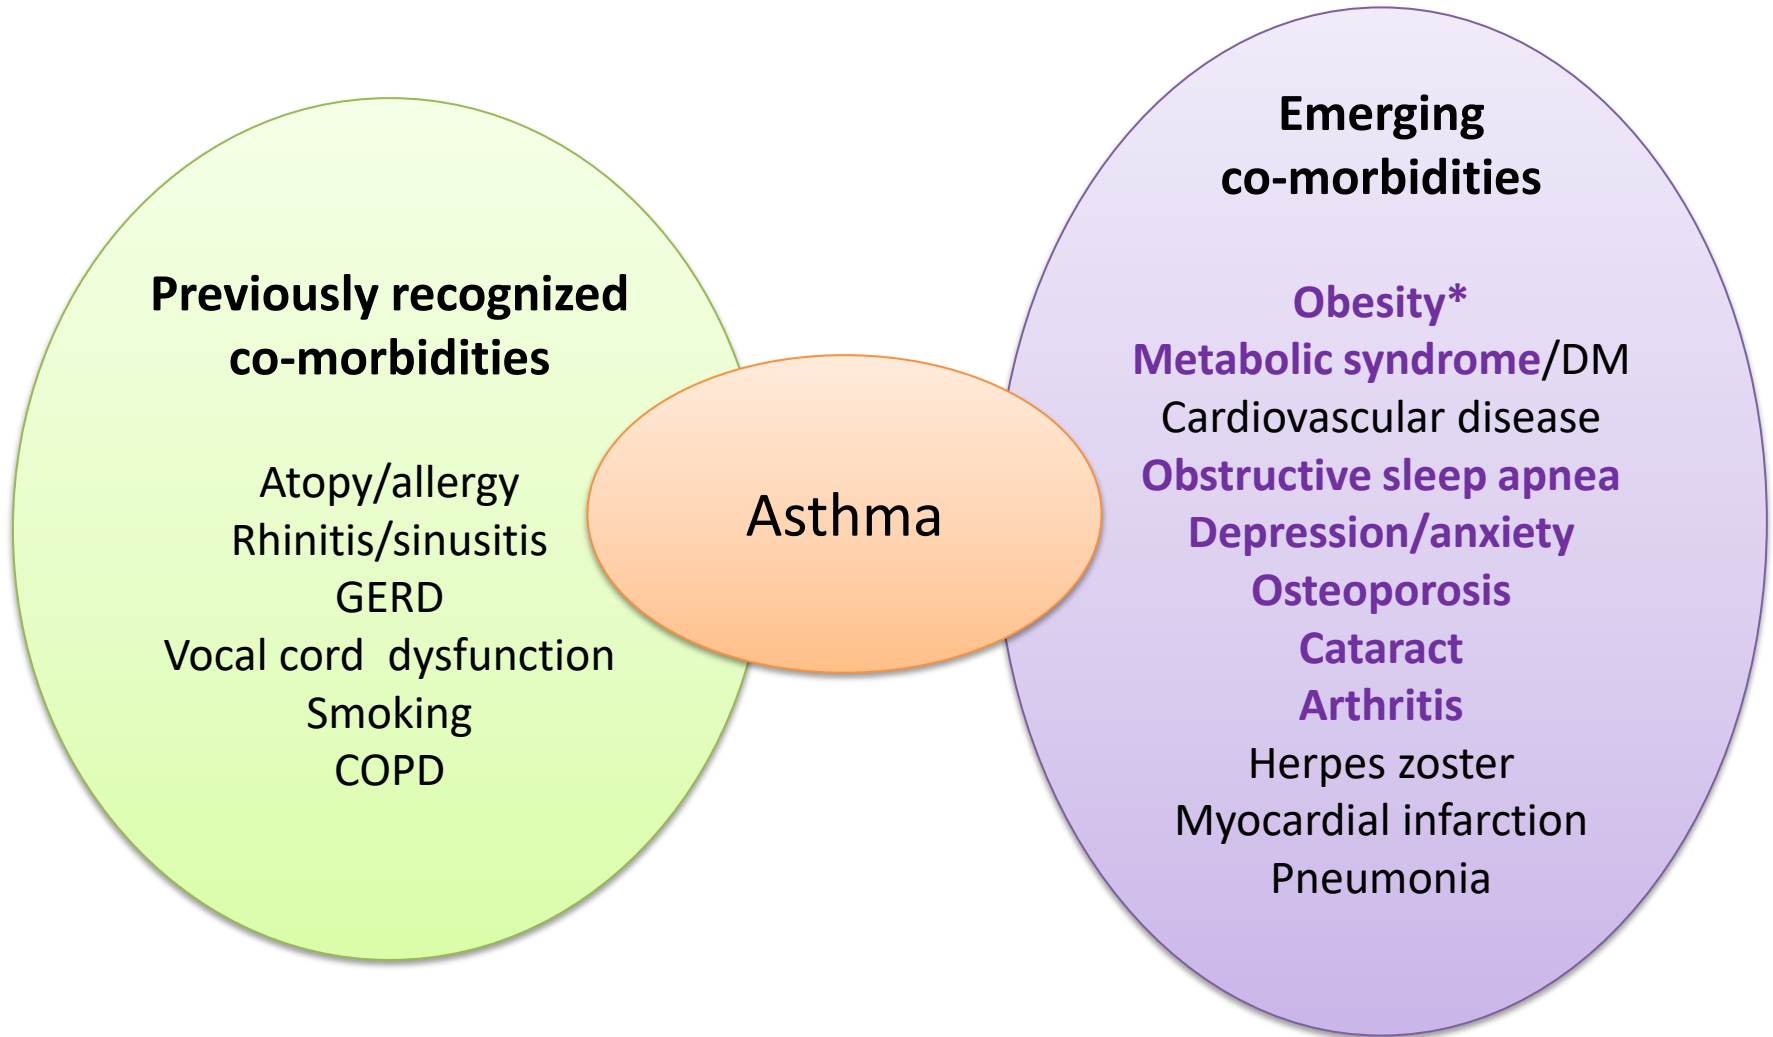 Previously recognized
co-morbidities
Atopy/allergy
Rhinitis/sinusitis
GERD
Vocal cord  dysfunction
Smoking
COPD
Asthma
Emerging
co-morbidities
Obesity*
Metabolic syndrome/DM
Cardiovascular disease
Obstructive sleep apnea
Depression/anxiety
Osteoporosis
Cataract
Arthritis
Herpes zoster
Myocardial infarction
Pneumonia